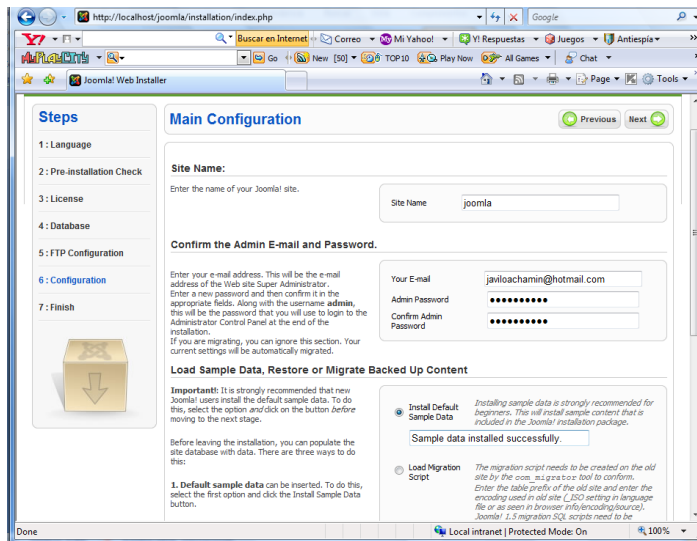 http://localhost/joomla/installation/index.php
Google
Y7
Buscar en Internet Correo Mi Yahoo! Y! Respuestas Juegos Antiespía
MyPlayCity Go New [50] TOP10 Play Now All Games Chat
Joomla! Web Installer
Page Tools
Steps
1 : Language
2 : Pre-installation Check
3 : License
4 : Database
5 : FTP Configuration
6 : Configuration
7 : Finish
Main Configuration
Previous Next
Site Name:
Enter the name of your Joomla! site.
Site Name joomla
Confirm the Admin E-mail and Password.
Enter your e-mail address. This will be the e-mail
address of the Web site Super Administrator.
Enter a new password and then confirm it in the
appropriate fields. Along with the username admin,
this will be the password that you will use to login to the
Administrator Control Panel at the end of the
installation.
If you are migrating, you can ignore this section. Your
current settings will be automatically migrated.
Your E-mail javiloachamin@hotmail.com
Admin Password ●●●●●●●●●●
Confirm Admin
Password ●●●●●●●●●●
Load Sample Data, Restore or Migrate Backed Up Content
Important!: It is strongly recommended that new
Joomla! users install the default sample data. To do
this, select the option and click on the button before
moving to the next stage.
Before leaving the installation, you can populate the
site database with data. There are three ways to do
this:
1. Default sample data can be inserted. To do this,
select the first option and click the Install Sample Data
button.
Install Default
Sample Data
Installing sample data is strongly recommended for
beginners. This will install sample content that is
included in the Joomla! installation package.
Sample data installed successfully.
Load Migration
Script
The migration script needs to be created on the old
site by the com_migrator tool to conform.
Enter the table prefix of the old site and enter the
encoding used in old site (_ISO setting in language
file or as seen in browser info/encoding/source).
Joomla! 1.5 migration SQL scripts need to be
Done
Local intranet | Protected Mode: On
100%